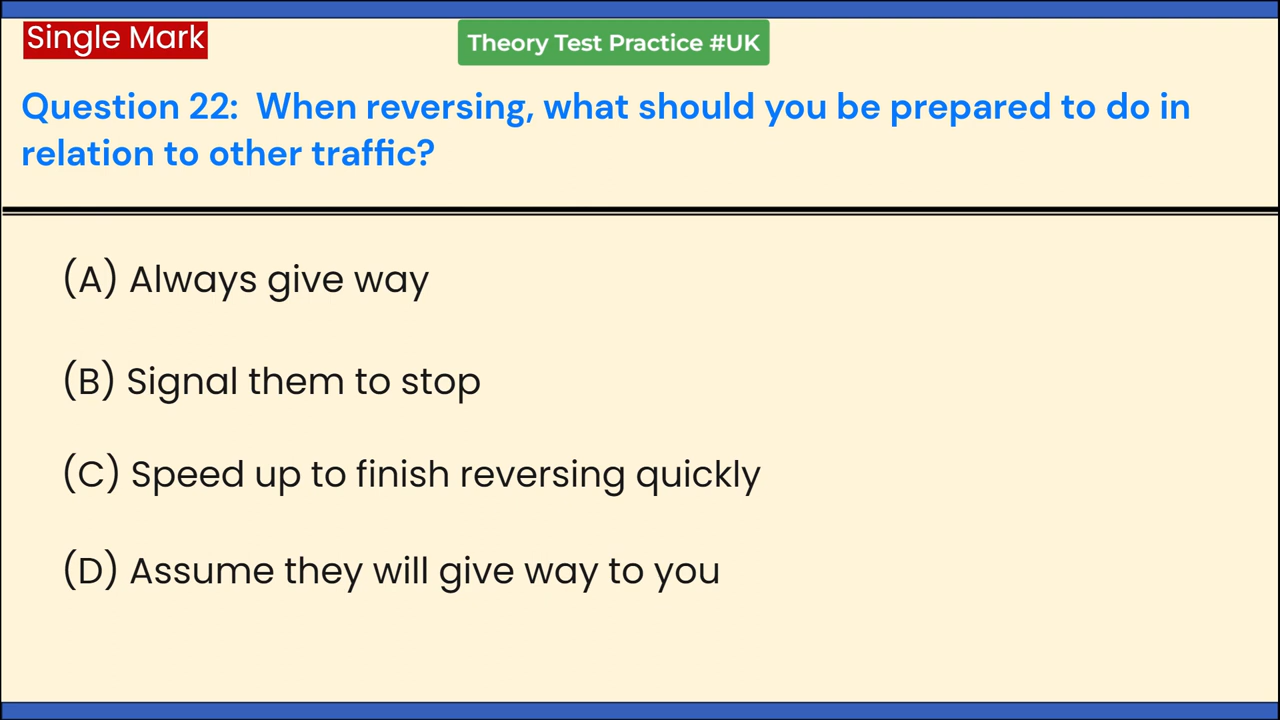 Single Mark
Theory Test Practice #UK
Question 22: When reversing, what should you be prepared to do in
relation to other traffic?
(A) Always give way
(B) Signal them to stop
(C) Speed up to finish reversing quickly
(D) Assume they will give way to you